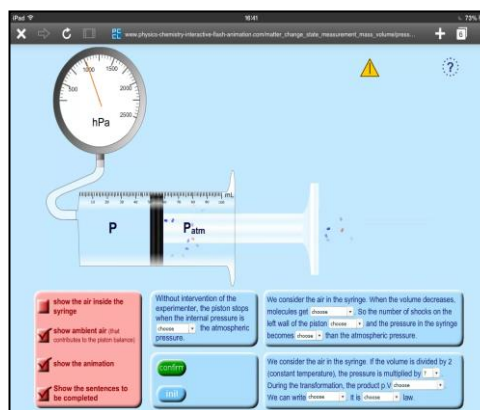 iPad
16:41
73%
www.physics-chemistry-interactive-flash-animation.com/matter_change_state_measurement_mass_volume/press...
6
500
1000
1500
2000
2500
hPa
?
mL
P
Patm
show the air inside the
syringe
show ambient air (that
contributes to the piston balance)
show the animation
Show the sentences to
be completed
Without intervention of the
experimenter, the piston stops
when the internal pressure is
choose the atmospheric
pressure.
confirm
init
We consider the air in the syringe. When the volume decreases,
molecules get choose . So the number of shocks on the
left wall of the piston choose and the pressure in the syringe
becomes choose than the atmospheric pressure.
We consider the air in the syringe. If the volume is divided by 2
(constant temperature), the pressure is multiplied by ? .
During the transformation, the product p.V choose .
We can write choose . It is choose law.